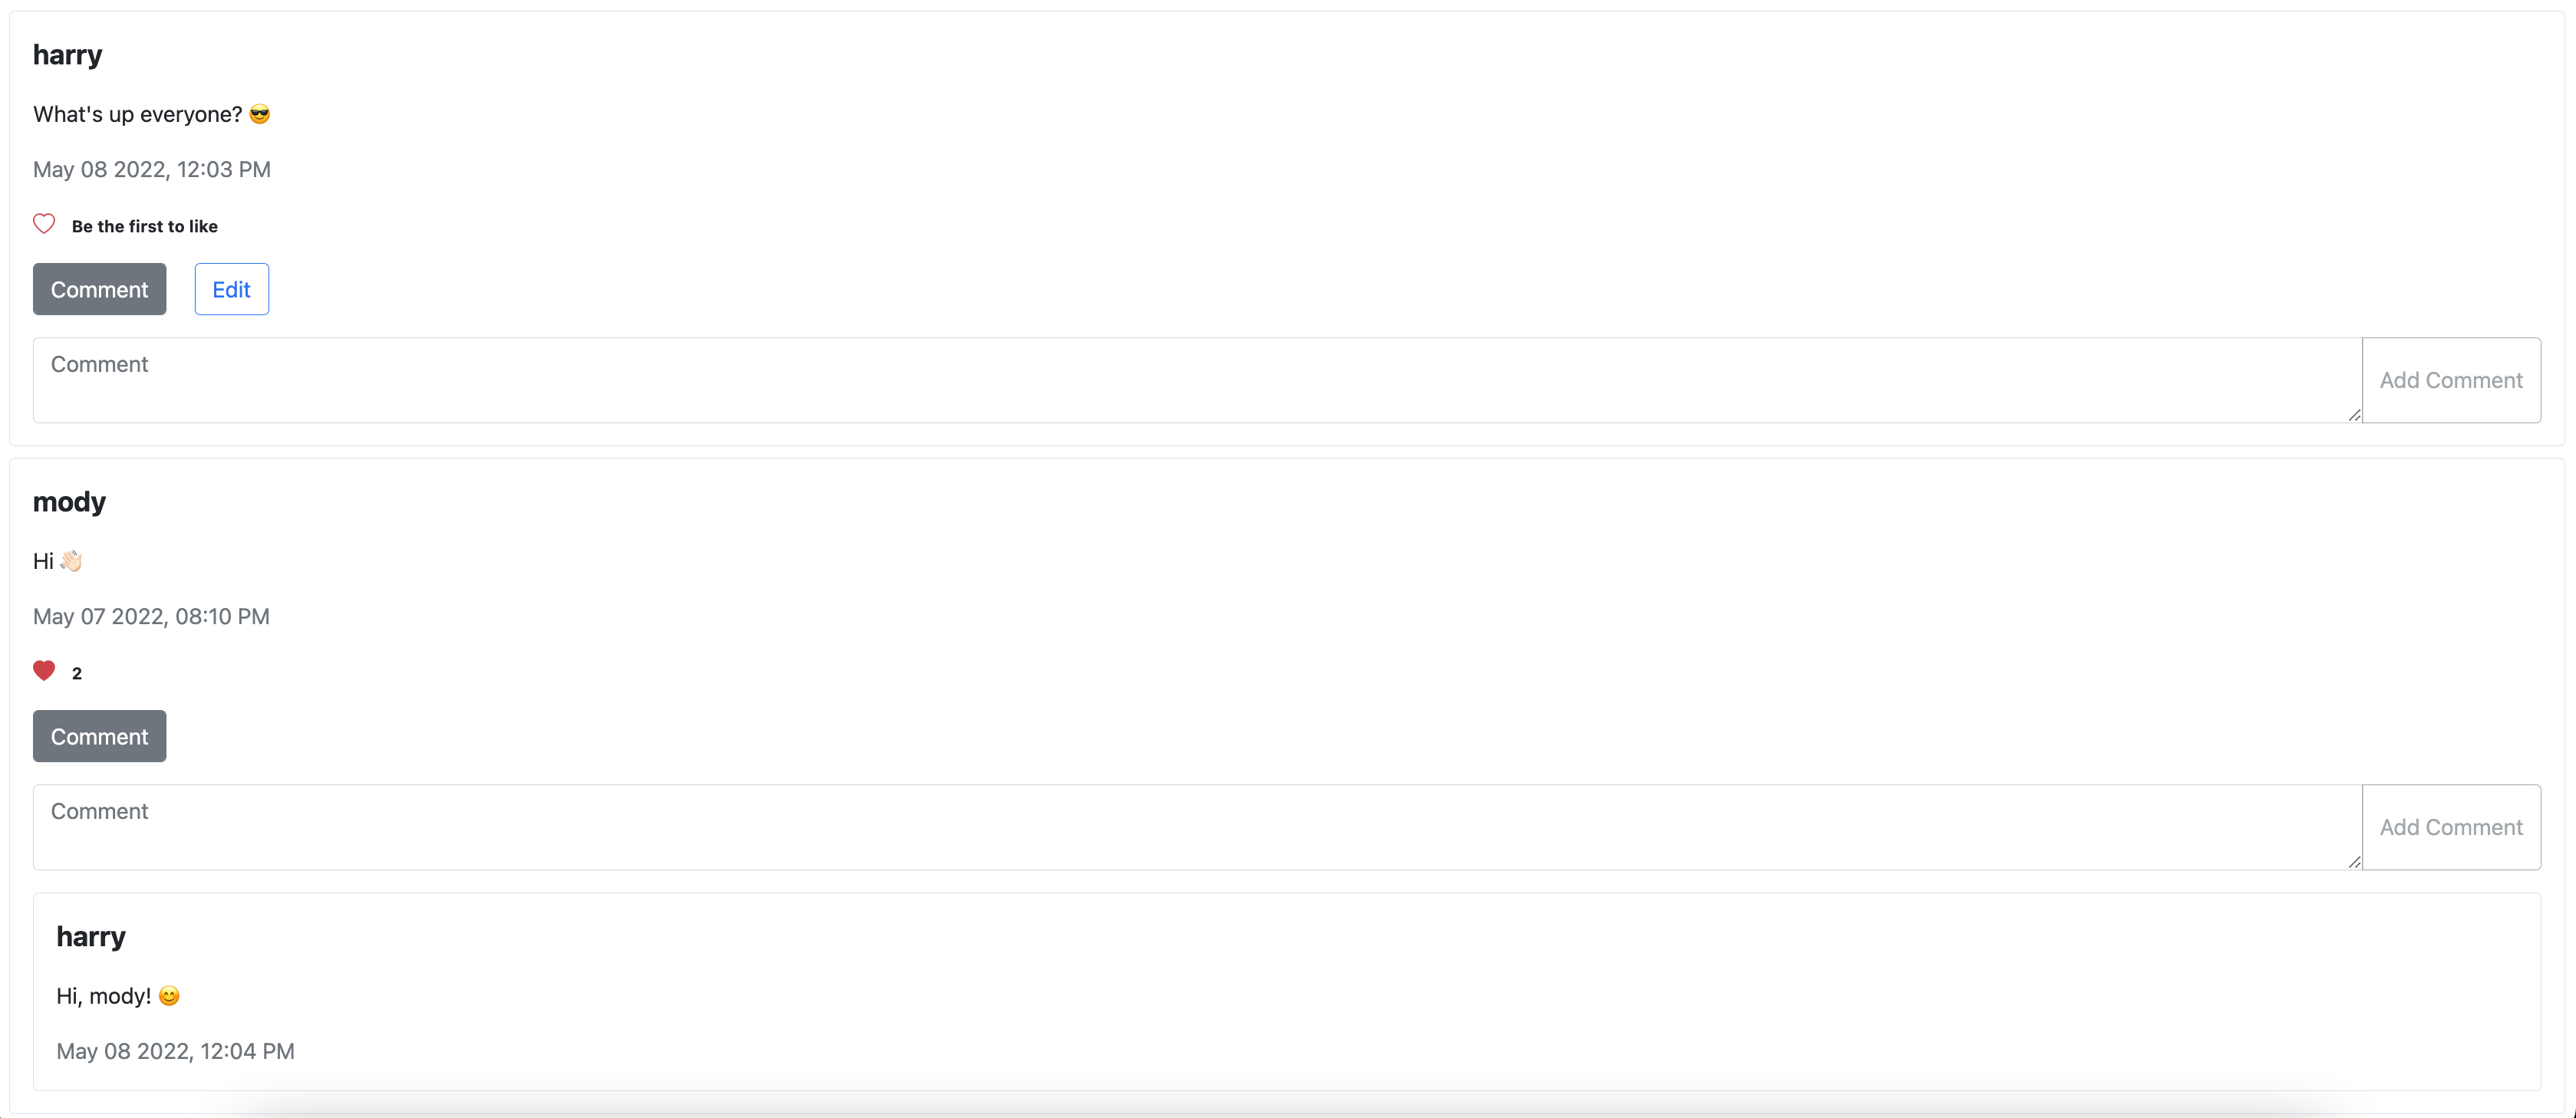 harry
What's up everyone? 😎
May 08 2022, 12:03 PM
Be the first to like
Comment Edit
Comment
Add Comment
mody
Hi 👋🏻
May 07 2022, 08:10 PM
2
Comment
Comment
Add Comment
harry
Hi, mody! 😊
May 08 2022, 12:04 PM